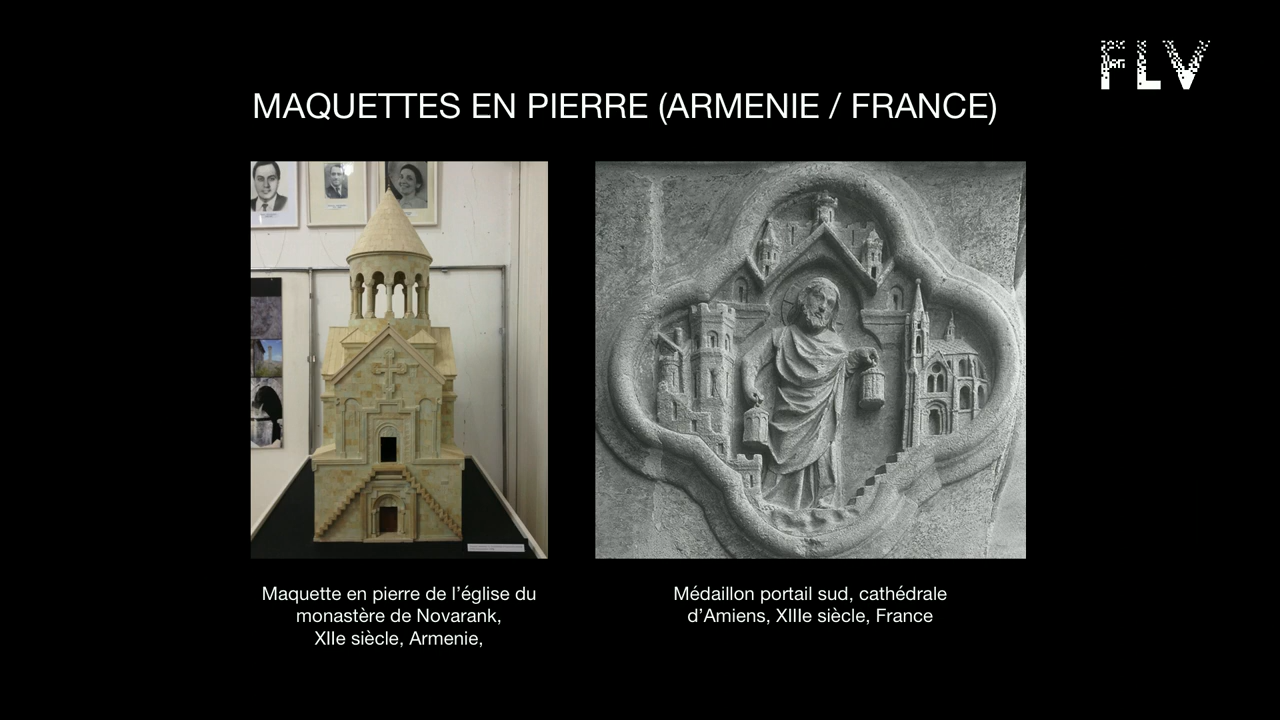 FLV
MAQUETTES EN PIERRE (ARMENIE / FRANCE)
Maquette en pierre de l’église du
monastère de Novarank,
XIIe siècle, Armenie,
Médaillon portail sud, cathédrale
d’Amiens, XIIIe siècle, France